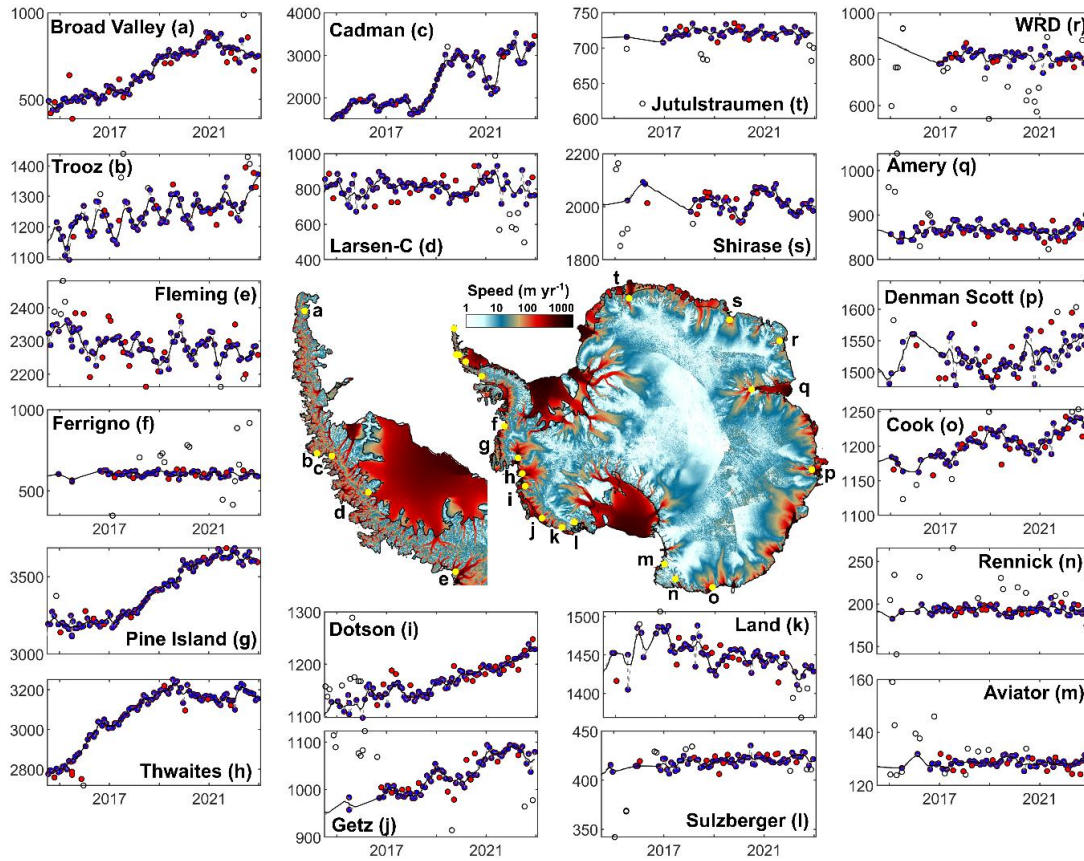 1000
Broad Valley (a)
500
2017 2021
4000
Cadman (c)
3000
2000
2017 2021
750
700
650
Jutulstraumen (t)
600
2017 2021
WRD (r)
800
600
2017 2021
1400
Trooz (b)
1300
1200
1100
1000
800
600
Larsen-C (d)
400
2200
2000
Shirase (s)
1800
1000
Amery (q)
900
800
Fleming (e)
2400
2300
2200
Speed (m yr-1)
1 10 100 1000
Denman Scott (p)
1600
1550
1500
1000
Ferrigno (f)
500
1250
Cook (o)
1200
1150
1100
a
b
c
d
e
t
s
r
q
f
g
h
i
j
k
l
m
n
o
p
3500
Pine Island (g)
3000
250
Rennick (n)
200
150
3200
3000
2800
Thwaites (h)
2017 2021
1300
Dotson (i)
1200
1100
1500
Land (k)
1450
1400
160
Aviator (m)
140
120
2017 2021
1100
1000
Getz (j)
900
2017 2021
450
400
Sulzberger (l)
350
2017 2021